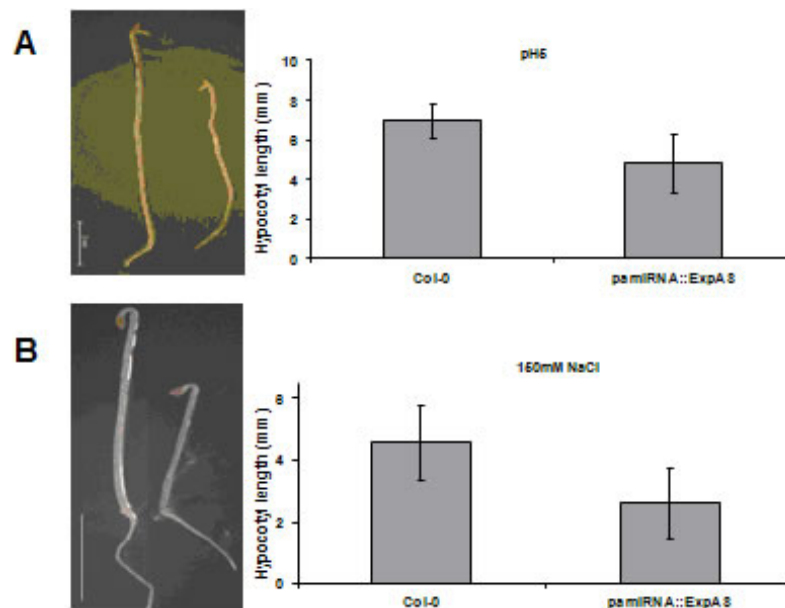 A
pH5
Hypocotyl length (mm)
10
8
6
4
2
0
Col-0
pamiRNA::ExpA8
B
150mM NaCl
Hypocotyl length (mm)
6
4
2
0
Col-0
pamiRNA::ExpA8